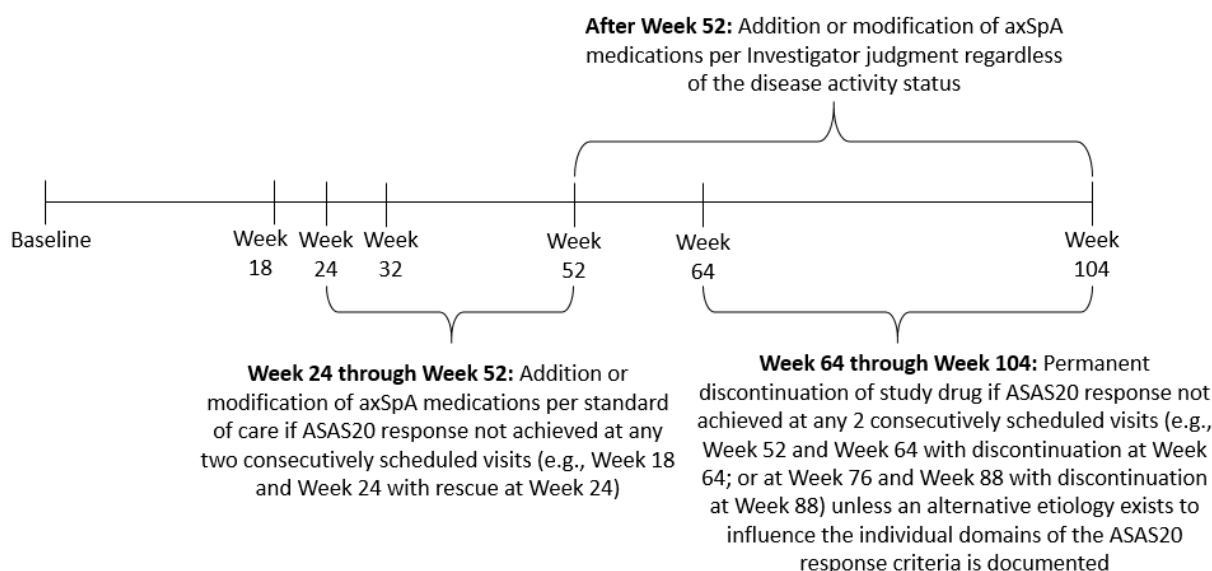 After Week 52: Addition or modification of axSpA
medications per Investigator judgment regardless
of the disease activity status
Baseline
Week
18
Week
24
Week
32
Week
52
Week
64
Week
104
Week 24 through Week 52: Addition or
modification of axSpA medications per standard
of care if ASAS20 response not achieved at any
two consecutively scheduled visits (e.g., Week 18
and Week 24 with rescue at Week 24)
Week 64 through Week 104: Permanent
discontinuation of study drug if ASAS20 response not
achieved at any 2 consecutively scheduled visits (e.g.,
Week 52 and Week 64 with discontinuation at Week
64; or at Week 76 and Week 88 with discontinuation
at Week 88) unless an alternative etiology exists to
influence the individual domains of the ASAS20
response criteria is documented